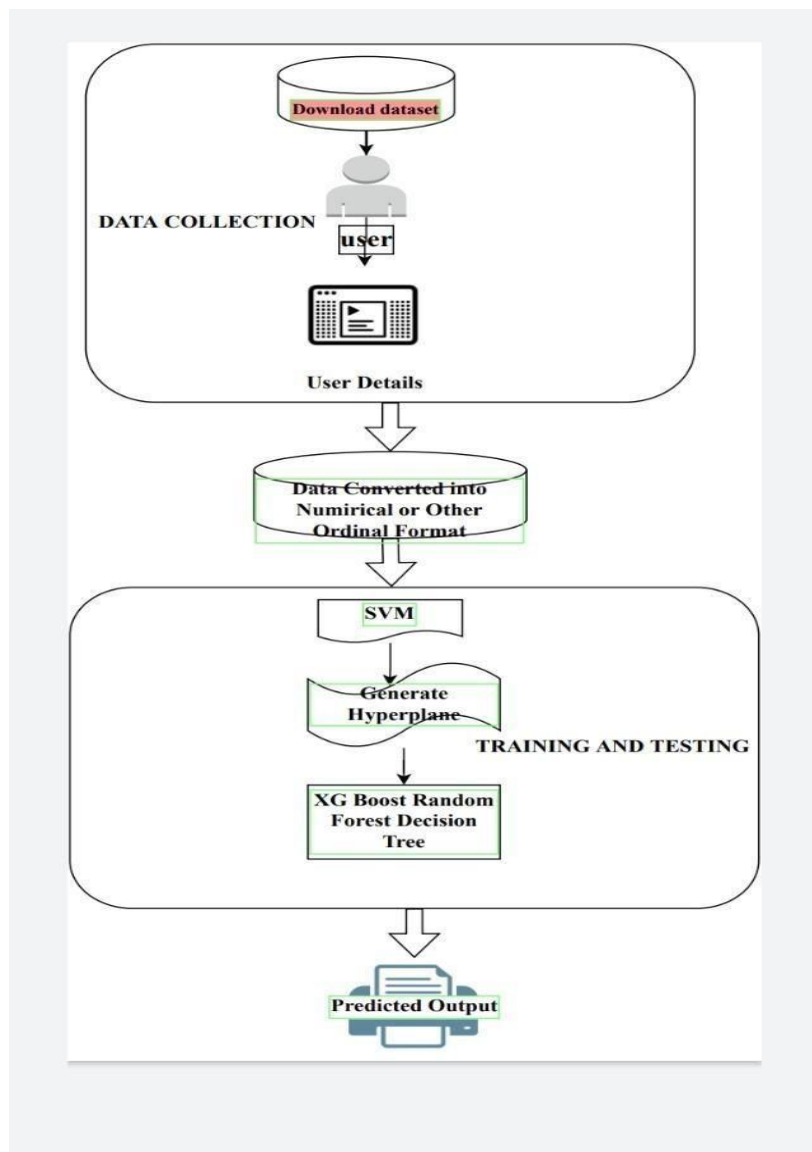 Download dataset
DATA COLLECTION
user
User Details
Data Converted into
Numirical or Other
Ordinal Format
SVM
Generate
Hyperplane
TRAINING AND TESTING
XG Boost Random
Forest Decision
Tree
Predicted Output